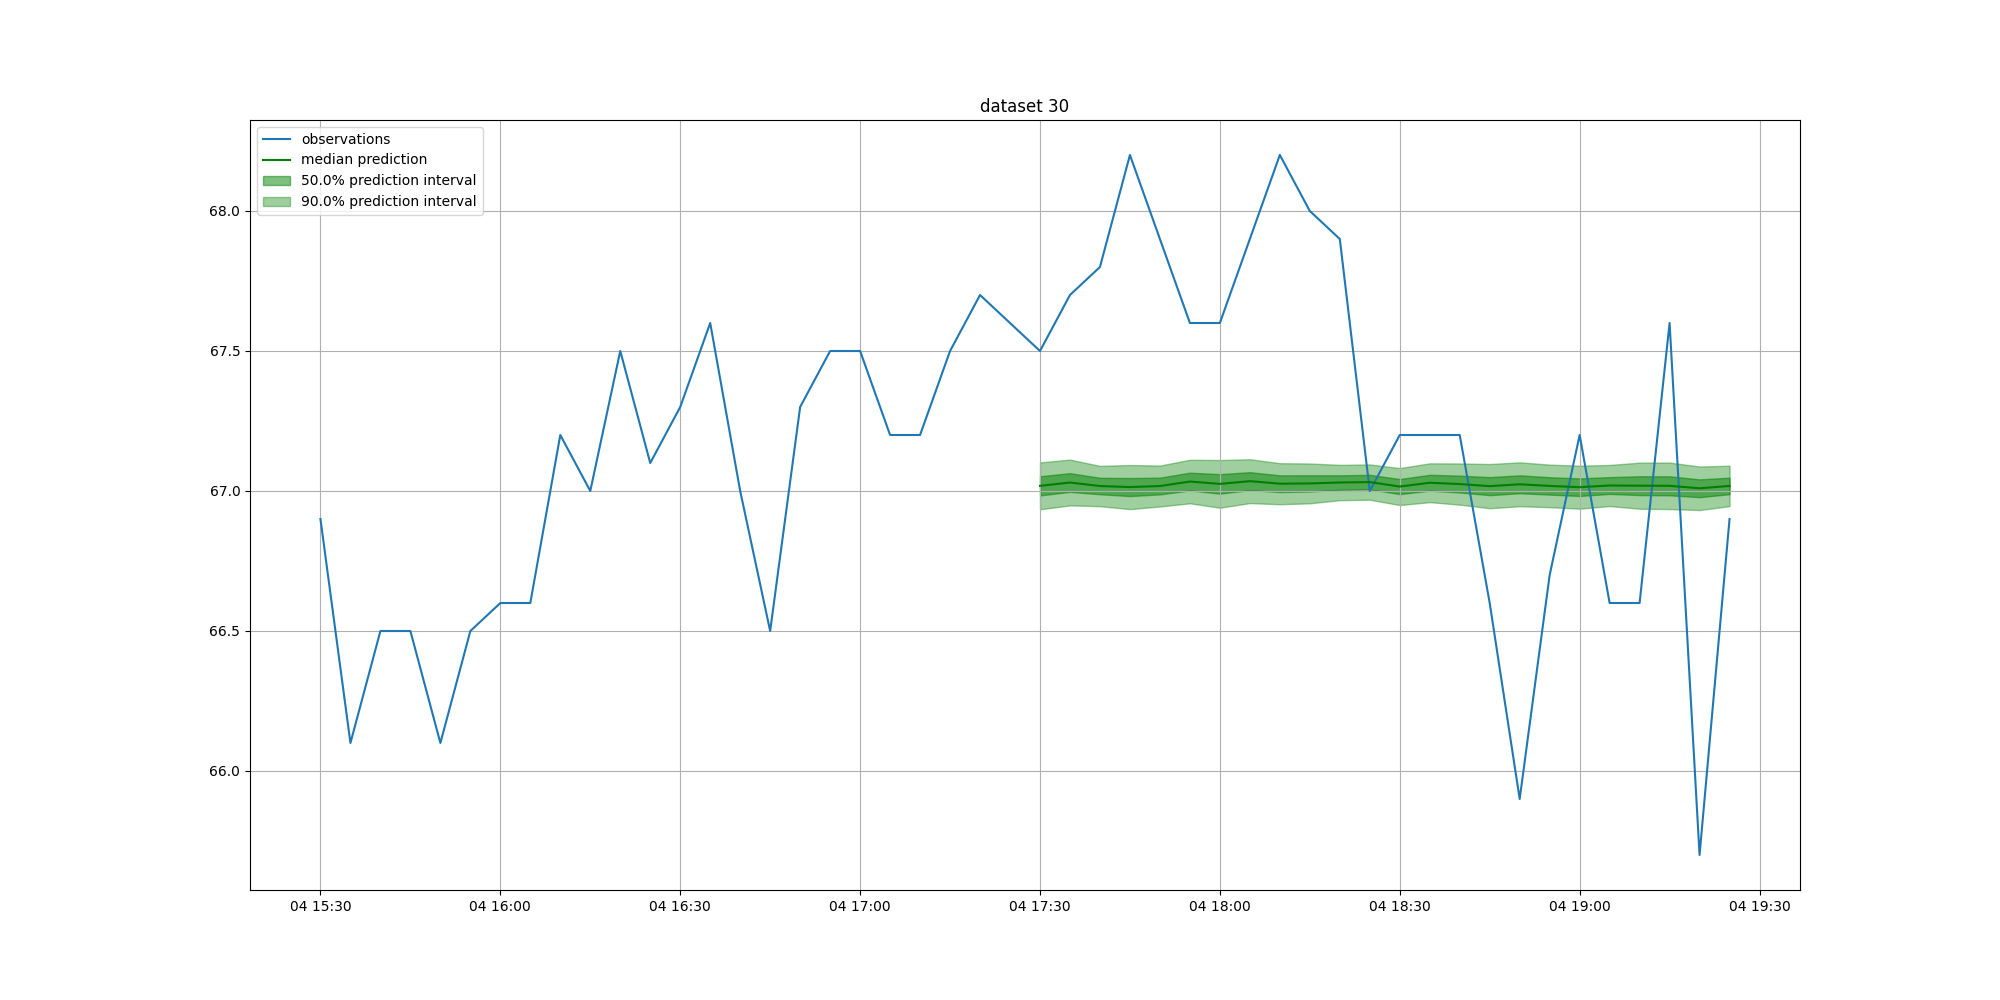 dataset 30
observations
median prediction
50.0% prediction interval
90.0% prediction interval
68.0
67.5
67.0
66.5
66.0
04 15:30 04 16:00 04 16:30 04 17:00 04 17:30 04 18:00 04 18:30 04 19:00 04 19:30